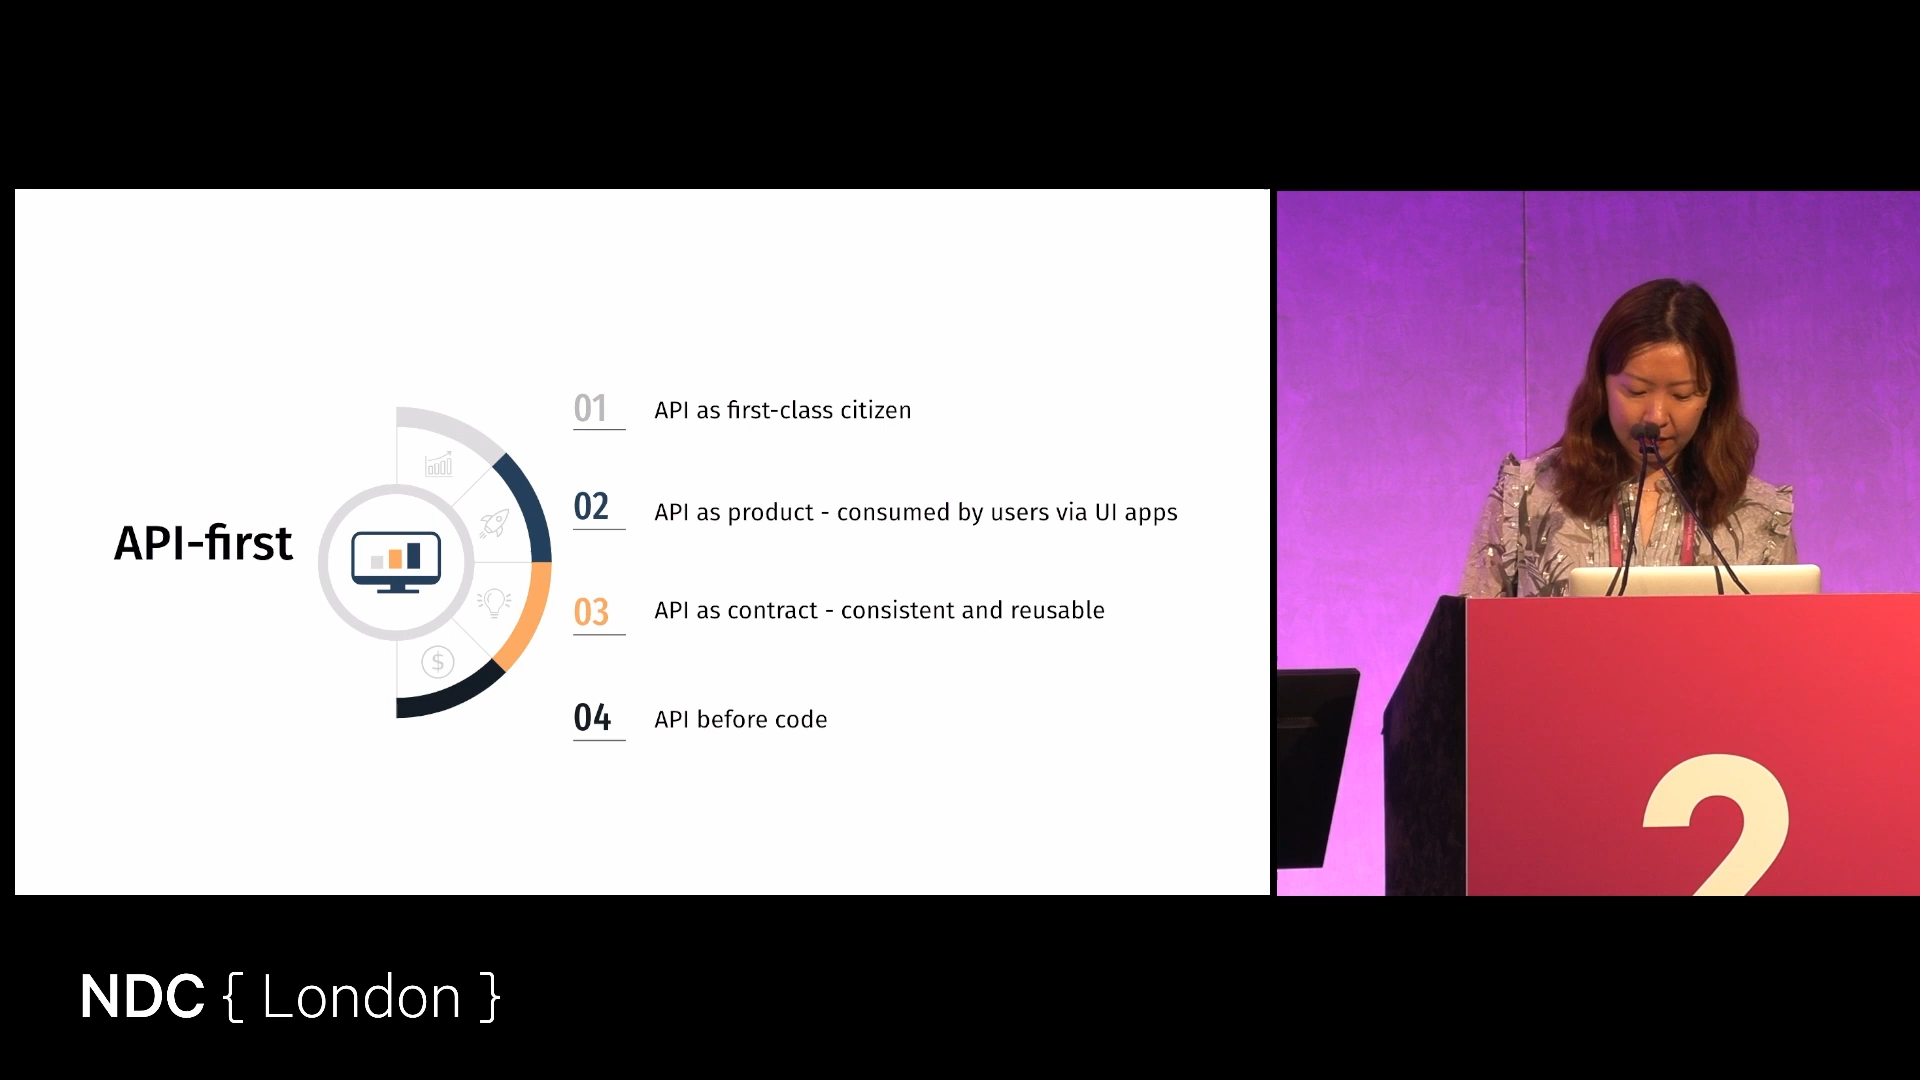 API-first
01
API as first-class citizen
02
API as product - consumed by users via UI apps
03
API as contract - consistent and reusable
04
API before code
$
2
NDC { London }